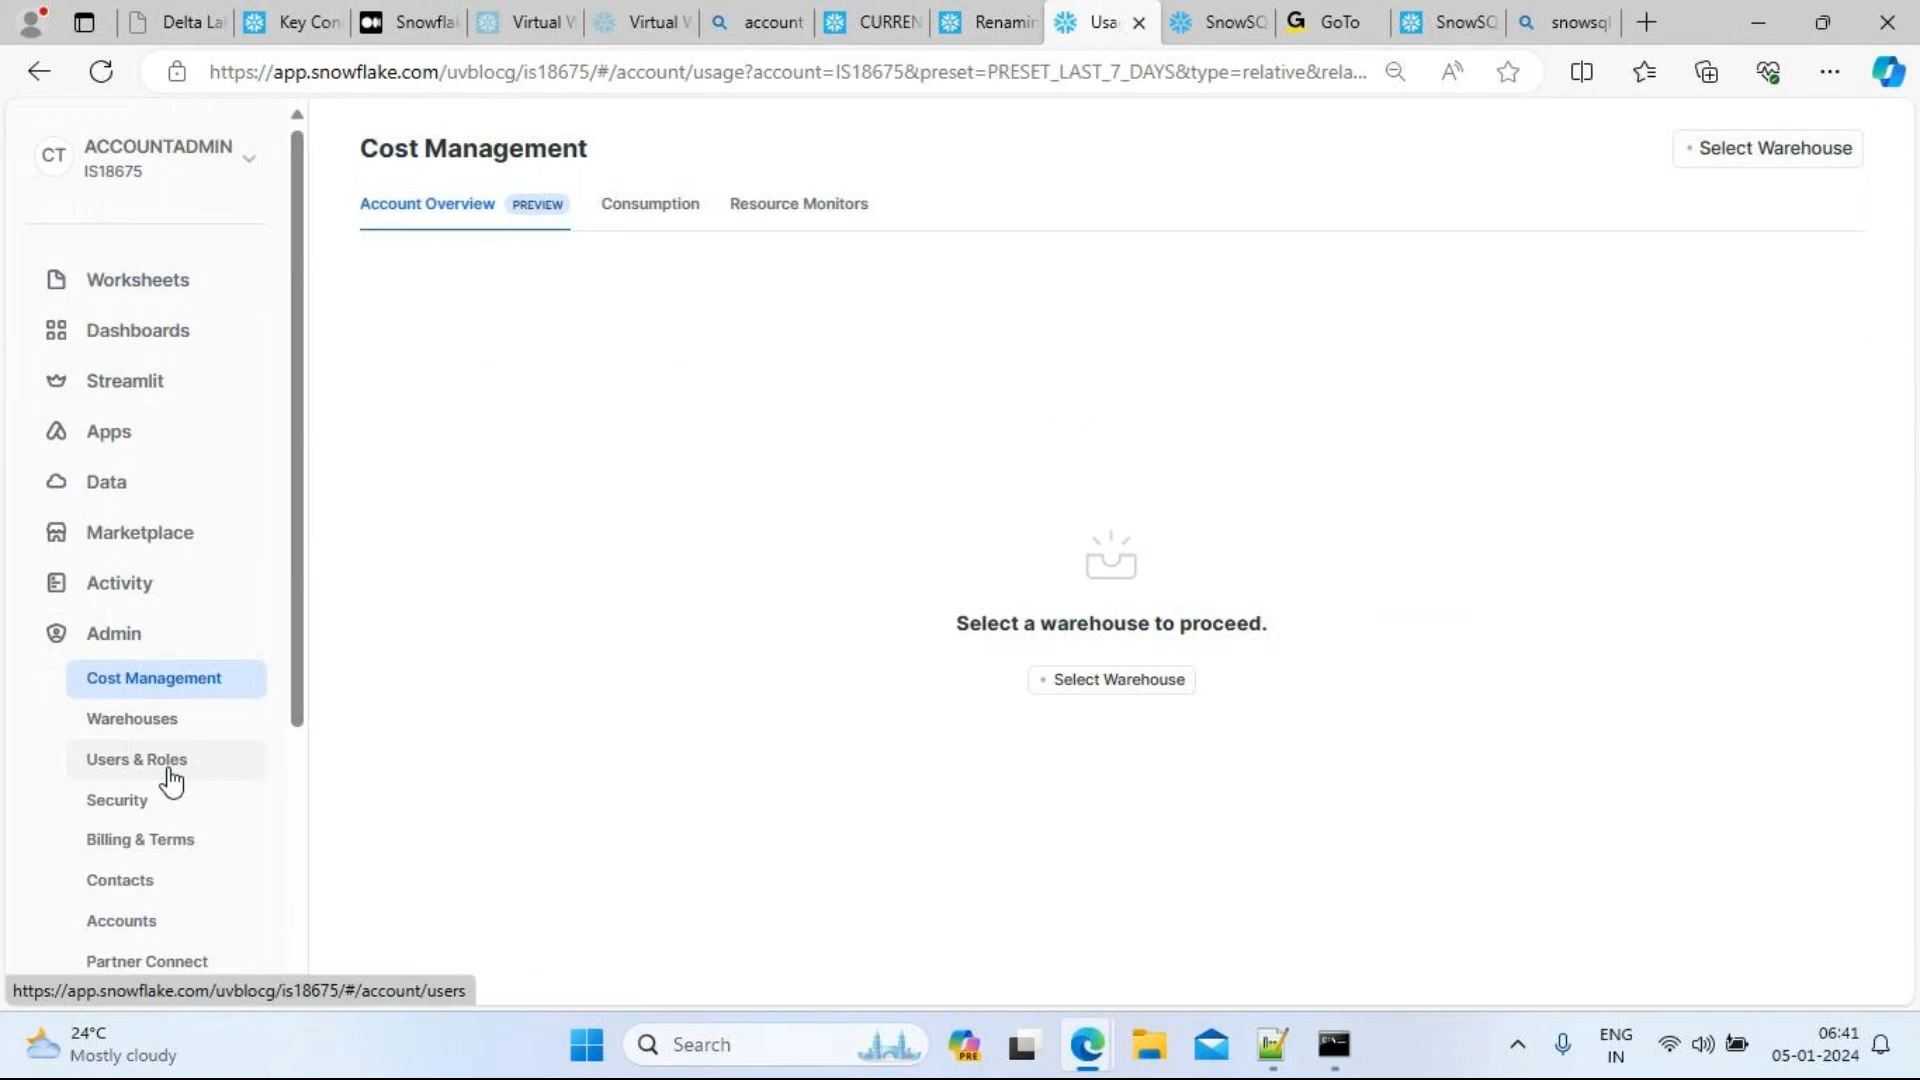 Delta La
Key Con
Snowfla
Virtual
Virtual
account
CURREN
Renamin
Usa
SnowSQ
GoTo
SnowSQ
snowsql
https://app.snowflake.com/uvblocg/is18675/#/account/usage?account=IS18675&preset=PRESET_LAST_7_DAYS&type=relative&rela...
CT
ACCOUNTADMIN
IS18675
Worksheets
Dashboards
Streamlit
Apps
Data
Marketplace
Activity
Admin
Cost Management
Warehouses
Users & Roles
Security
Billing & Terms
Contacts
Accounts
Partner Connect
https://app.snowflake.com/uvblocg/is18675/#/account/users
Cost Management
Select Warehouse
Account Overview PREVIEW Consumption Resource Monitors
Select a warehouse to proceed.
Select Warehouse
24°C
Mostly cloudy
Search
PRE
ENG
IN
06:41
05-01-2024